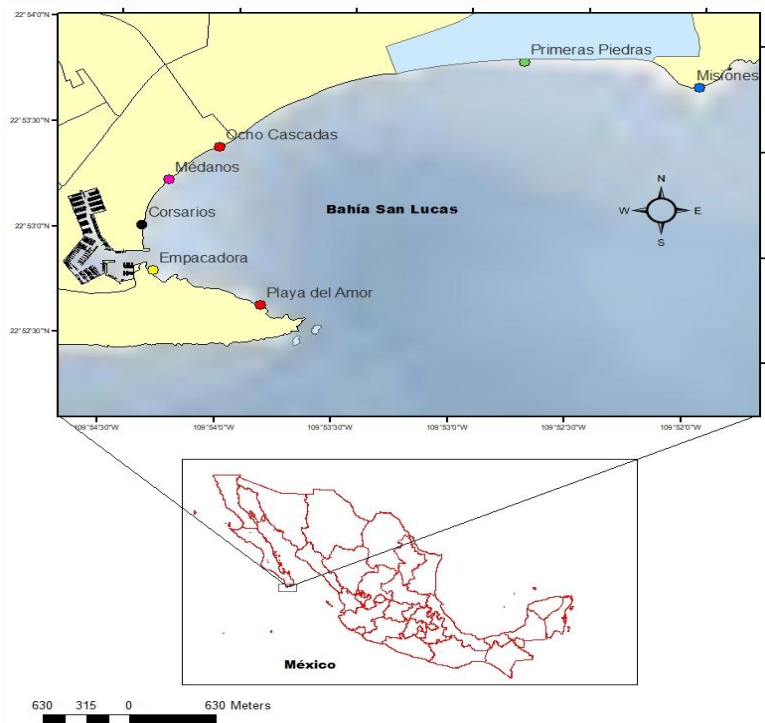 22°54'0"N
Primeras Piedras
Misiones
22°53'30"N
Ocho Cascadas
Médanos
Bahía San Lucas
N
W E
S
Corsarios
22°53'0"N
Empacadora
Playa del Amor
22°52'30"N
109°54'30"W 109°54'0"W 109°53'30"W 109°53'0"W 109°52'30"W 109°52'0"W
México
630 315 0 630 Meters